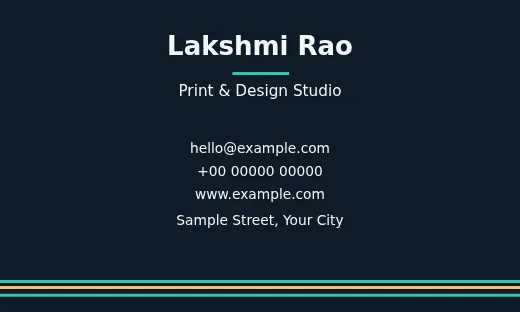 Lakshmi Rao
Print & Design Studio
hello@example.com
+00 00000 00000
www.example.com
Sample Street, Your City